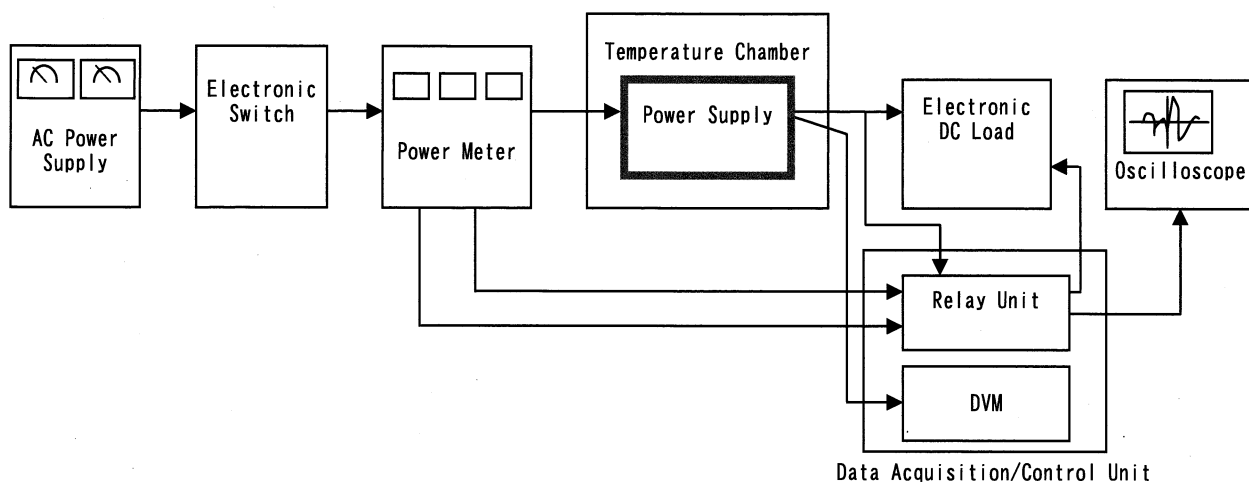 AC Power
Supply
Electronic
Switch
Power Meter
Temperature Chamber
Power Supply
Electronic
DC Load
Oscilloscope
Relay Unit
DVM
Data Acquisition/Control Unit